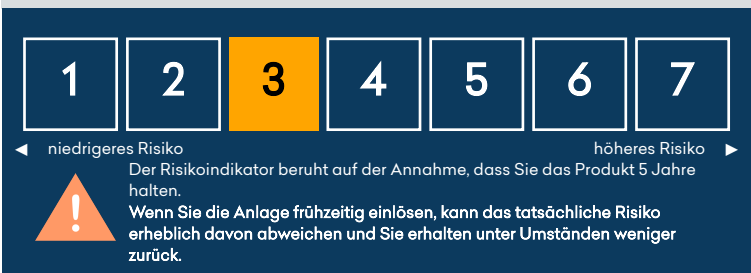 1 2 3 4 5 6 7
◄ niedrigeres Risiko höheres Risiko ►
Der Risikoindikator beruht auf der Annahme, dass Sie das Produkt 5 Jahre
halten.
!
Wenn Sie die Anlage frühzeitig einlösen, kann das tatsächliche Risiko
erheblich davon abweichen und Sie erhalten unter Umständen weniger
zurück.